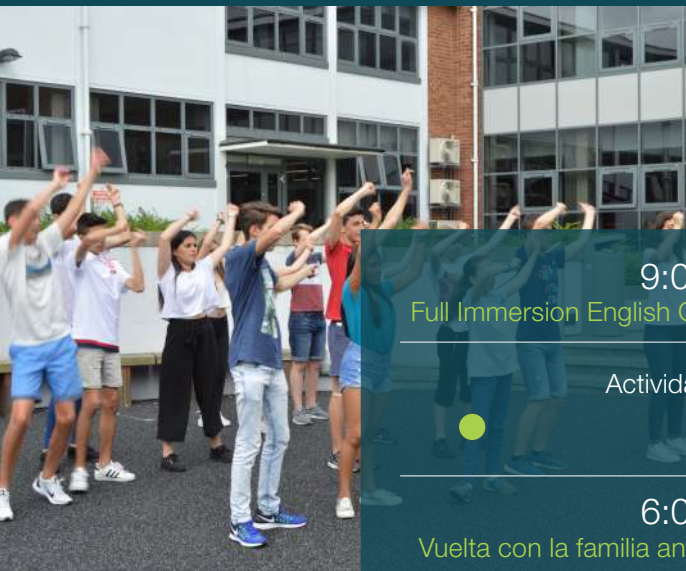 9:0
Full Immersion English
Activida
6:0
Vuelta con la familia an